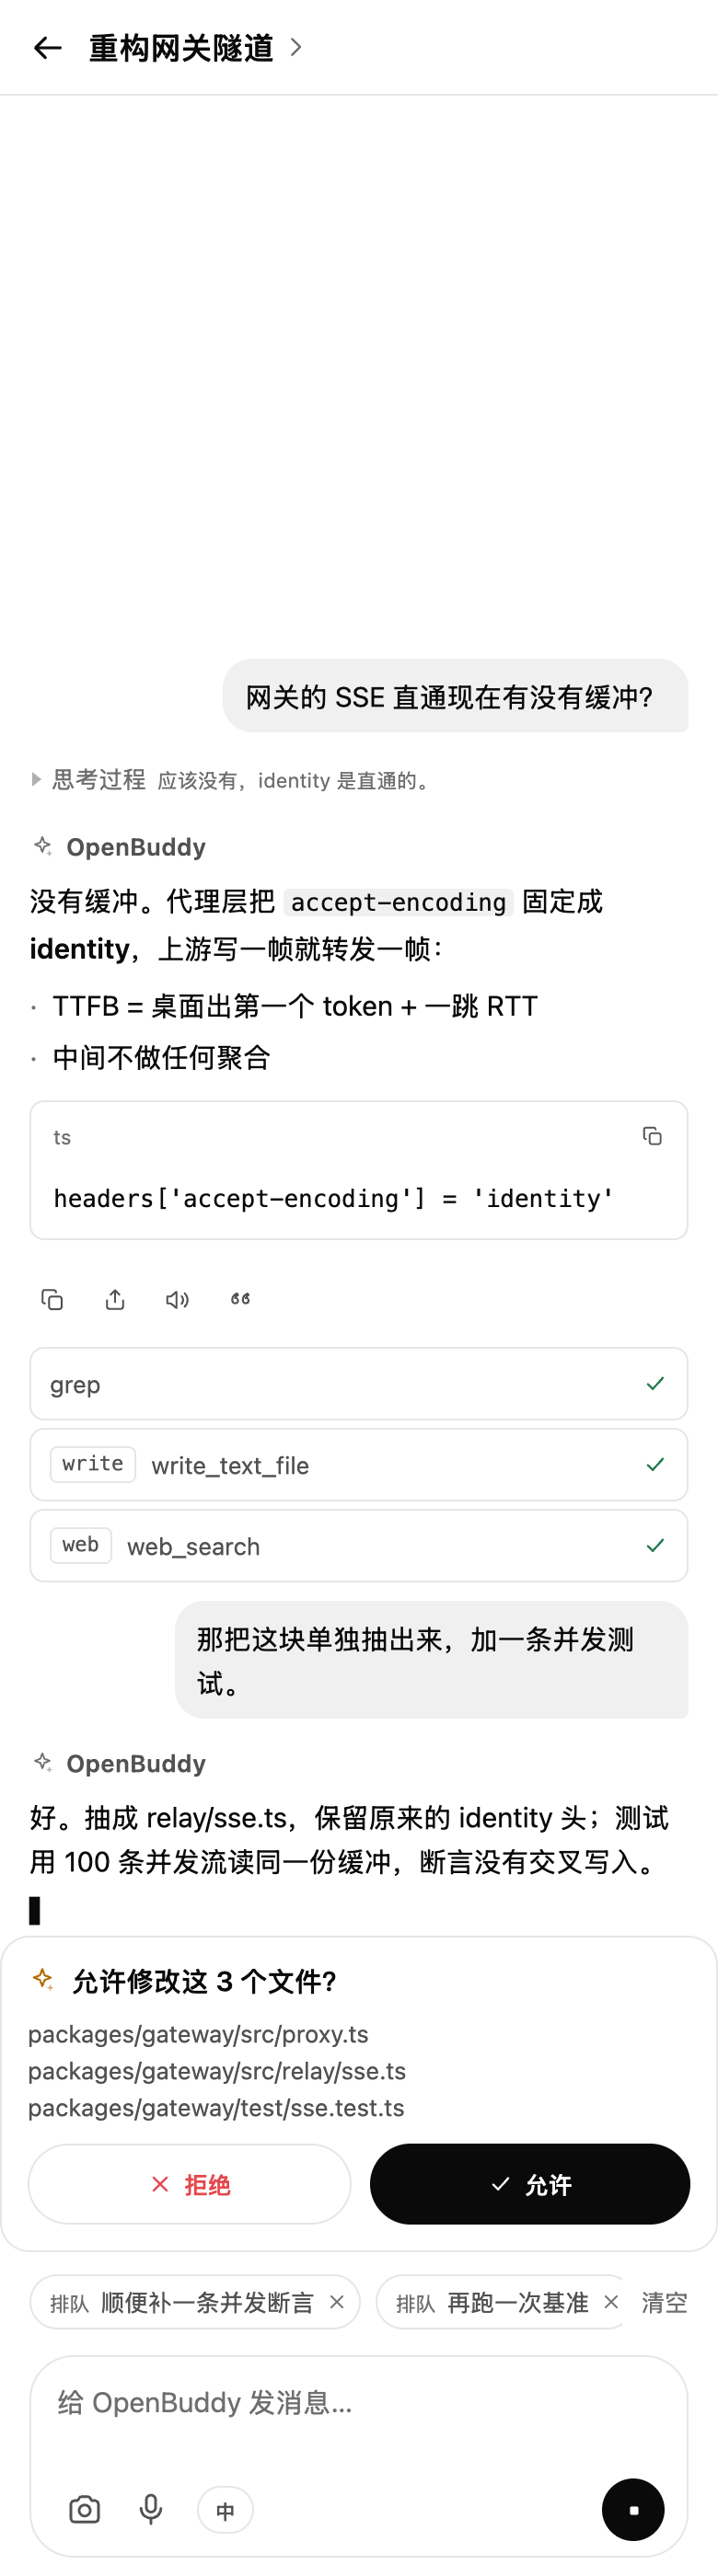 重构网关隧道
网关的 SSE 直通现在有没有缓冲?
思考过程 应该没有，identity 是直通的。
OpenBuddy
没有缓冲。代理层把 accept-encoding 固定成
identity，上游写一帧就转发一帧：
· TTFB = 桌面出第一个 token + 一跳 RTT
· 中间不做任何聚合
ts
headers['accept-encoding'] = 'identity'
grep
write write_text_file
web web_search
那把这块单独抽出来，加一条并发测
试。
OpenBuddy
好。抽成 relay/sse.ts，保留原来的 identity 头；测试
用 100 条并发流读同一份缓冲，断言没有交叉写入。
允许修改这 3 个文件?
packages/gateway/src/proxy.ts
packages/gateway/src/relay/sse.ts
packages/gateway/test/sse.test.ts
拒绝 允许
排队 顺便补一条并发断言 排队 再跑一次基准 清空
给 OpenBuddy 发消息...
中